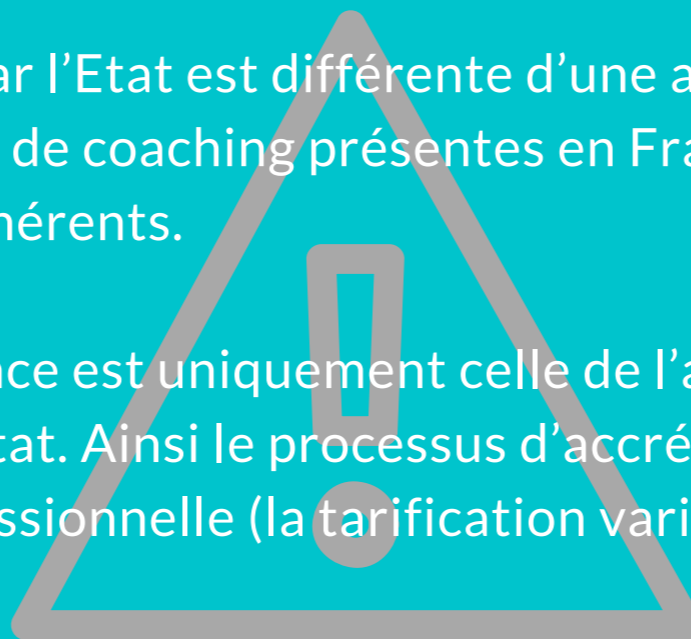 ar l’Etat est différente d’une a
de coaching présentes en Fra
hérents.
ce est uniquement celle de l’a
tat. Ainsi le processus d’accré
ssionnelle (la tarification vari